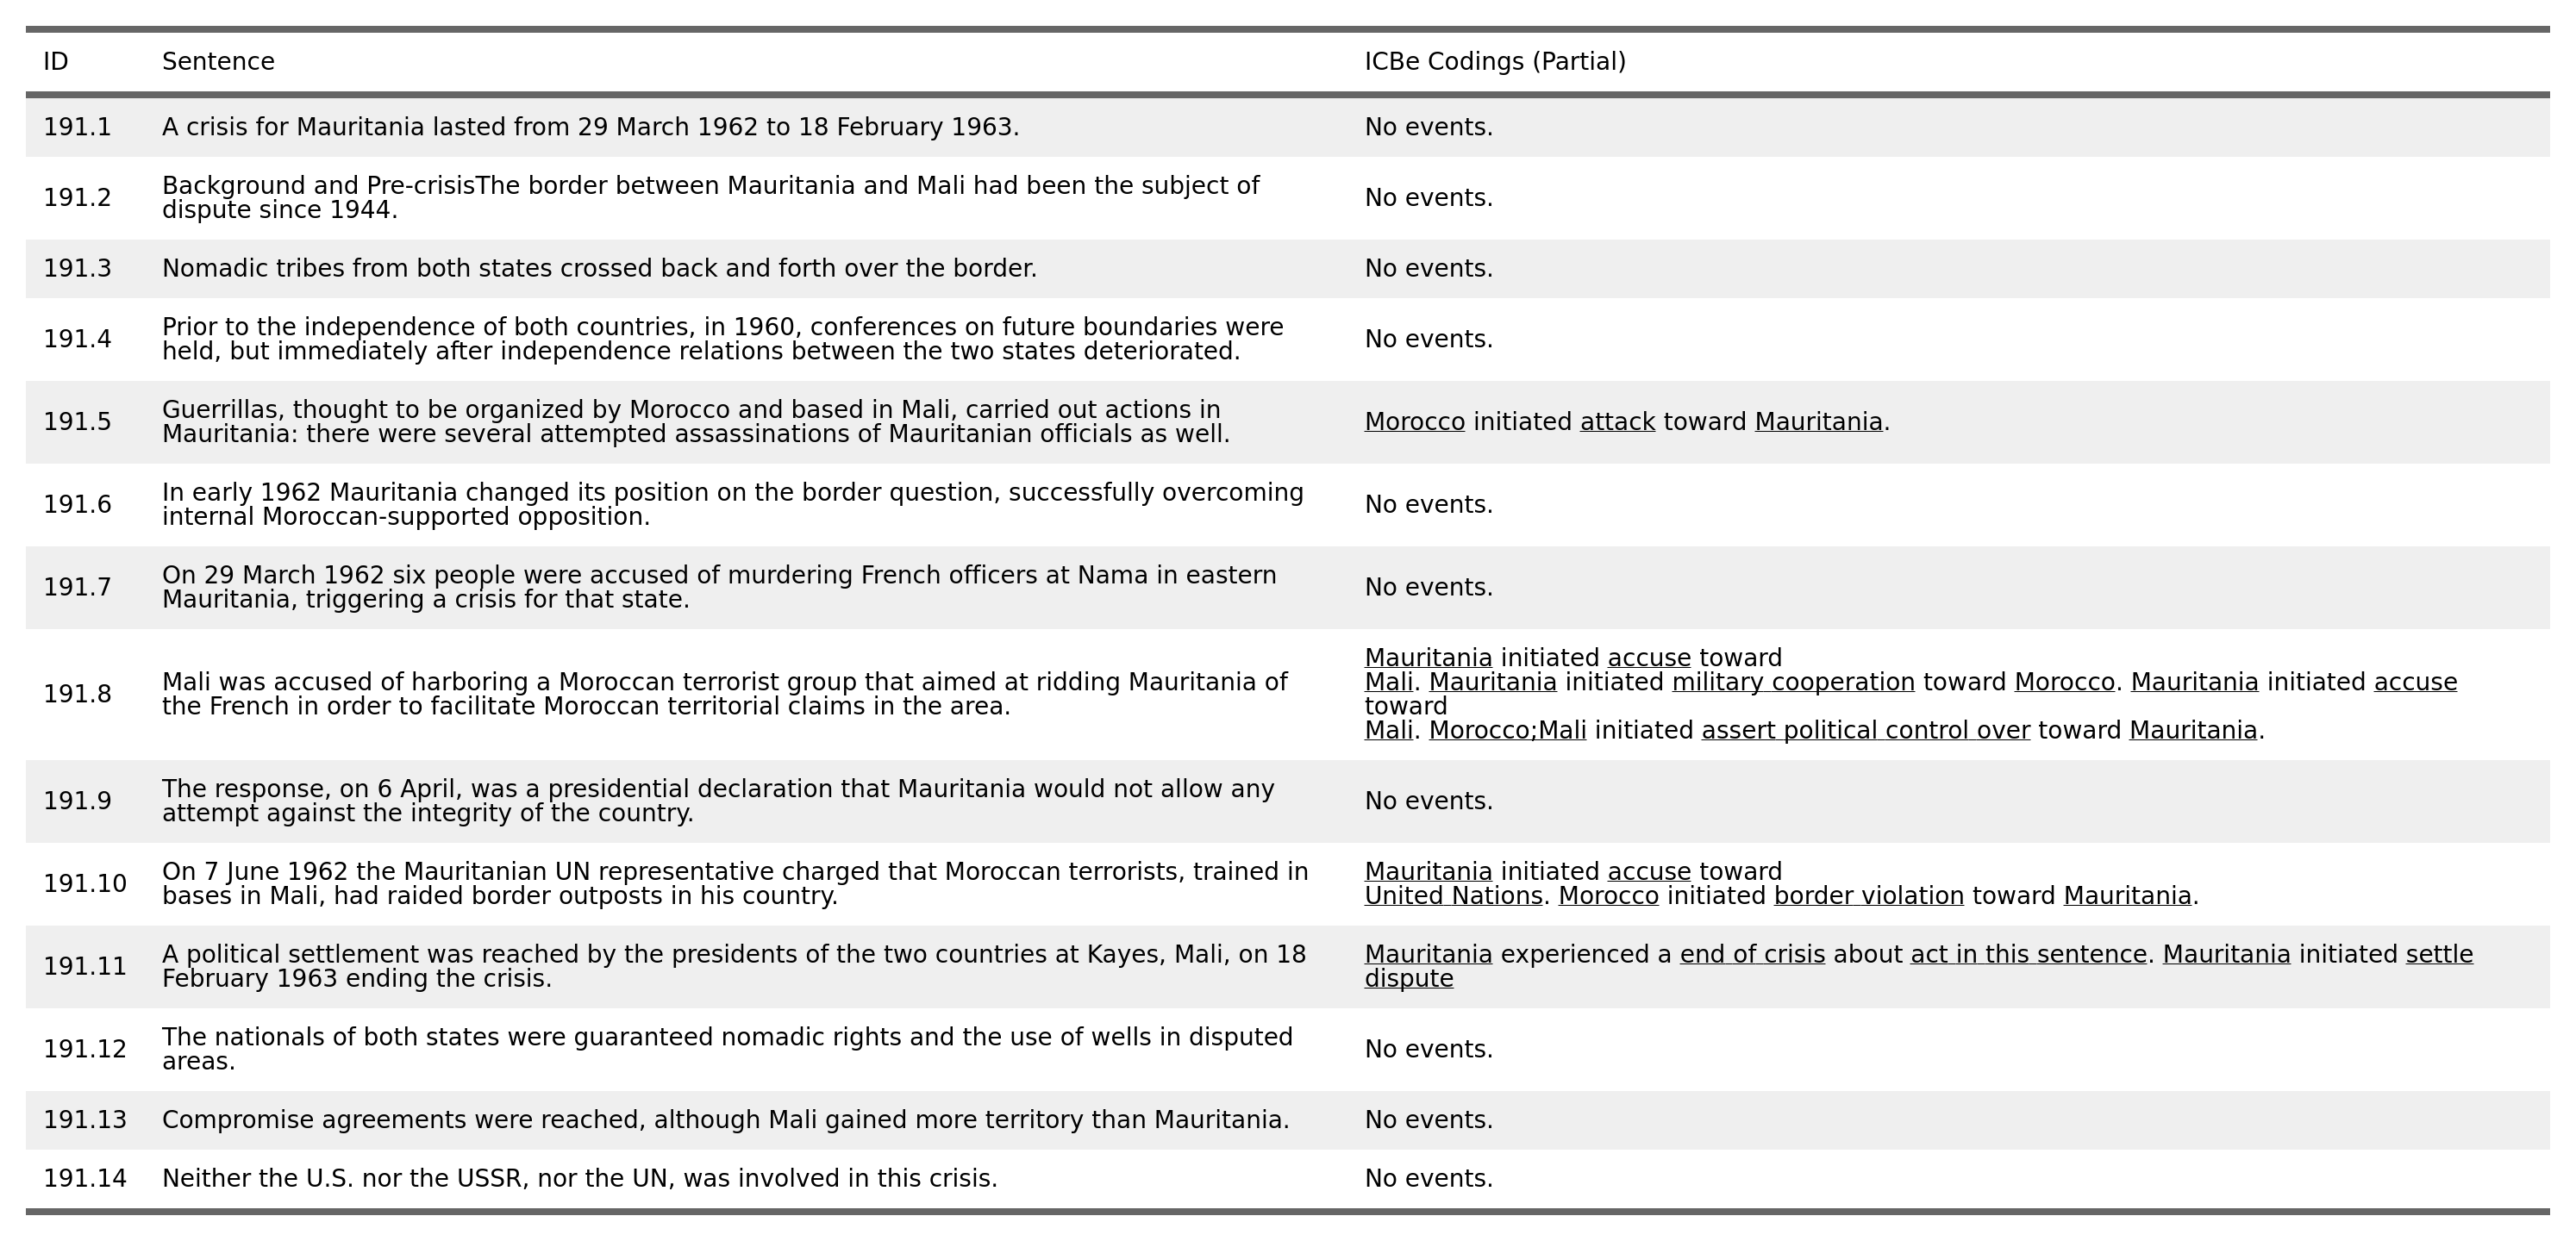 ID Sentence ICBe Codings (Partial)
191.1 A crisis for Mauritania lasted from 29 March 1962 to 18 February 1963. No events.
191.2 Background and Pre-crisisThe border between Mauritania and Mali had been the subject of
dispute since 1944. No events.
191.3 Nomadic tribes from both states crossed back and forth over the border. No events.
191.4 Prior to the independence of both countries, in 1960, conferences on future boundaries were
held, but immediately after independence relations between the two states deteriorated. No events.
191.5 Guerrillas, thought to be organized by Morocco and based in Mali, carried out actions in
Mauritania: there were several attempted assassinations of Mauritanian officials as well. Morocco initiated attack toward Mauritania.
191.6 In early 1962 Mauritania changed its position on the border question, successfully overcoming
internal Moroccan-supported opposition. No events.
191.7 On 29 March 1962 six people were accused of murdering French officers at Nama in eastern
Mauritania, triggering a crisis for that state. No events.
191.8 Mali was accused of harboring a Moroccan terrorist group that aimed at ridding Mauritania of
the French in order to facilitate Moroccan territorial claims in the area.
Mauritania initiated accuse toward
Mali. Mauritania initiated military cooperation toward Morocco. Mauritania initiated accuse
toward
Mali. Morocco;Mali initiated assert political control over toward Mauritania.
191.9 The response, on 6 April, was a presidential declaration that Mauritania would not allow any
attempt against the integrity of the country. No events.
191.10 On 7 June 1962 the Mauritanian UN representative charged that Moroccan terrorists, trained in
bases in Mali, had raided border outposts in his country.
Mauritania initiated accuse toward
United Nations. Morocco initiated border violation toward Mauritania.
191.11 A political settlement was reached by the presidents of the two countries at Kayes, Mali, on 18
February 1963 ending the crisis.
Mauritania experienced a end of crisis about act in this sentence. Mauritania initiated settle
dispute
191.12 The nationals of both states were guaranteed nomadic rights and the use of wells in disputed
areas. No events.
191.13 Compromise agreements were reached, although Mali gained more territory than Mauritania. No events.
191.14 Neither the U.S. nor the USSR, nor the UN, was involved in this crisis. No events.